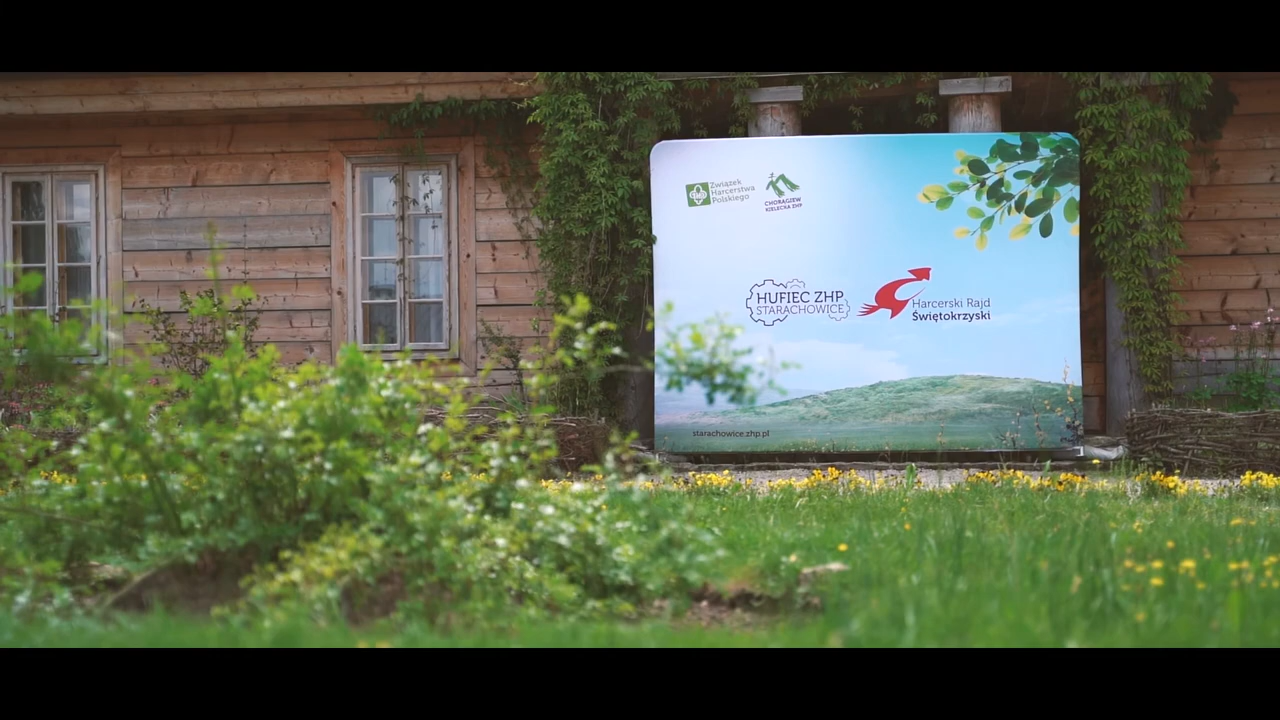 Związek
Harcerstwa
Polskiego
CHORĄGIEW
KIELECKA ZHP
HUFIEC ZHP
STARACHOWICE
Harcerski Rajd
Świętokrzyski
starachowice.zhp.pl